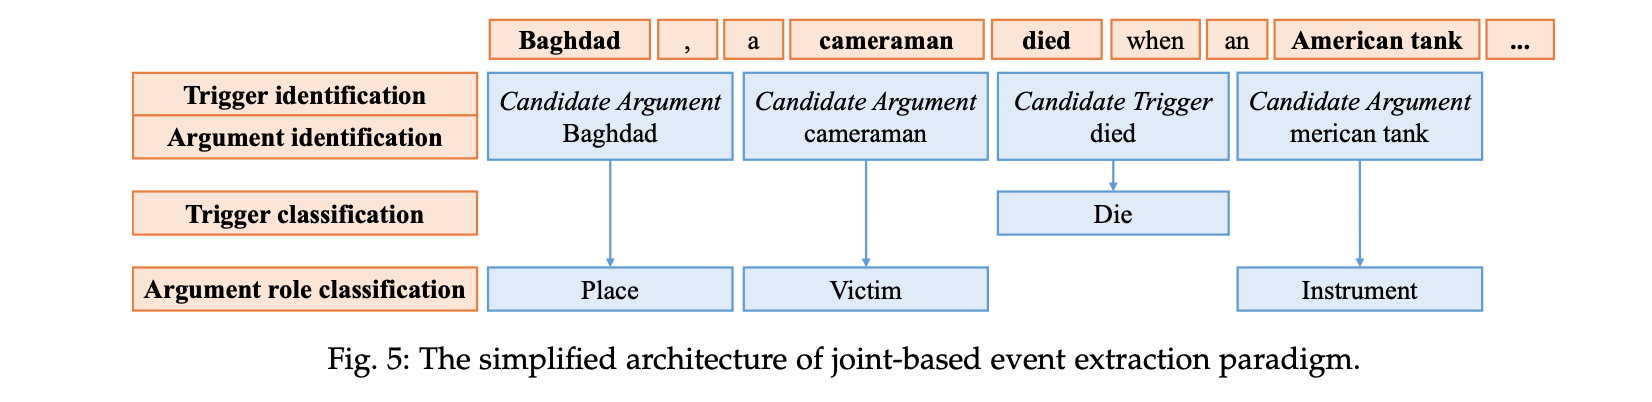 Baghdad , a cameraman died when an American tank ...
Trigger identification
Argument identification
Candidate Argument
Baghdad
Candidate Argument
cameraman
Candidate Trigger
died
Candidate Argument
merican tank
Trigger classification
Die
Argument role classification
Place
Victim
Instrument
Fig. 5: The simplified architecture of joint-based event extraction paradigm.